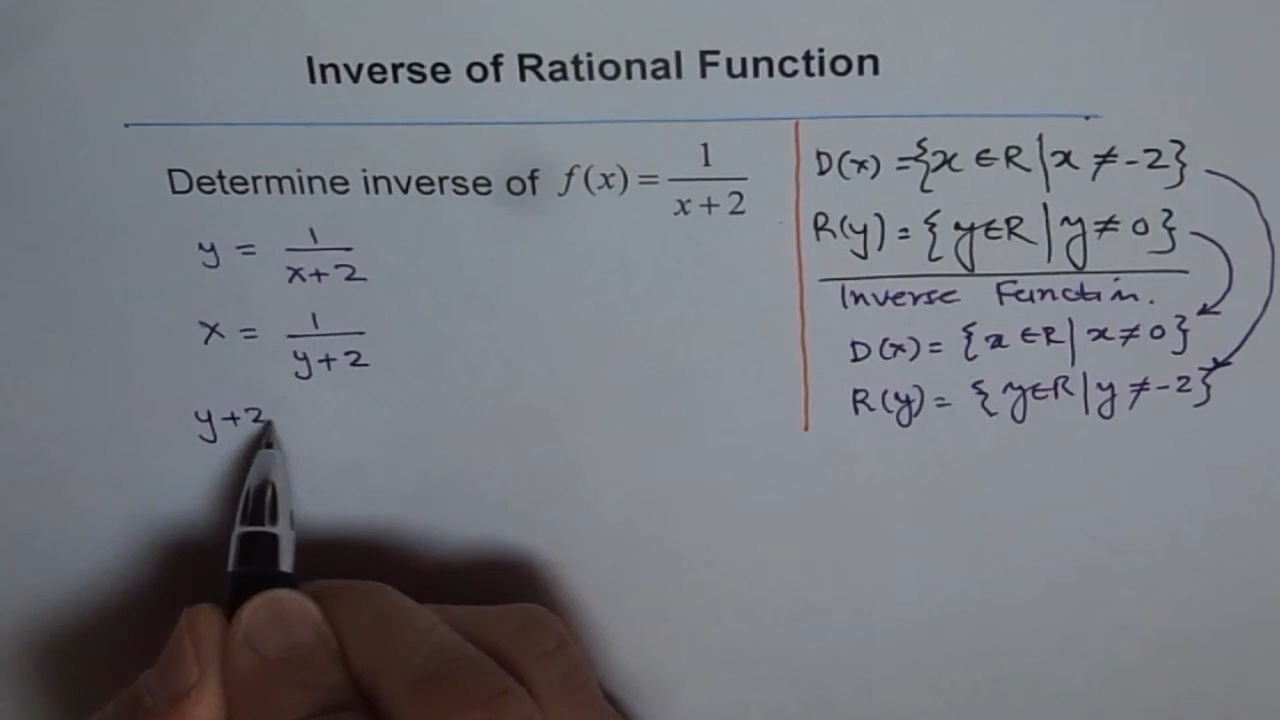 Inverse of Rational Function
Determine inverse of f(x) = 1/(x+2)
y = 1/(x+2)
x = 1/(y+2)
y+2
D(x) = {x ∈ R | x ≠ -2}
R(y) = {y ∈ R | y ≠ 0}
Inverse Function.
D(x) = {x ∈ R | x ≠ 0}
R(y) = {y ∈ R | y ≠ -2}